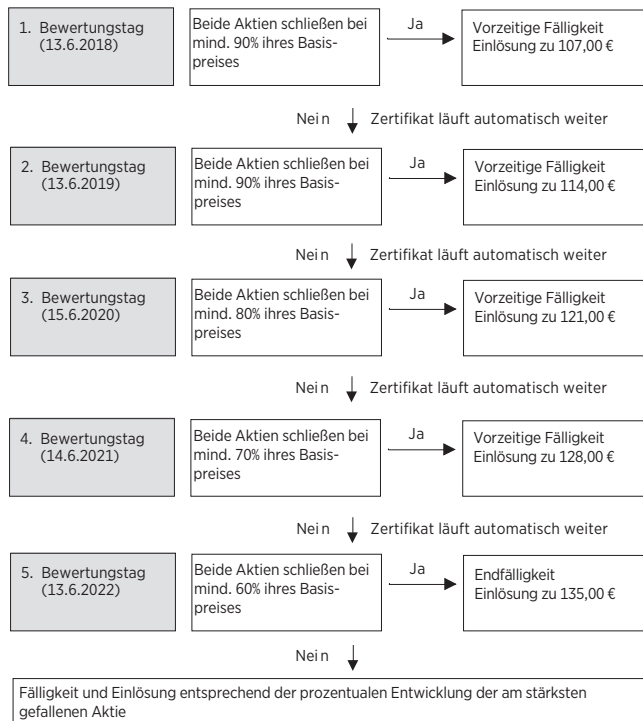 1. Bewertungstag
(13.6.2018)
Beide Aktien schließen bei
mind. 90% ihres Basis-
preises
Ja
Vorzeitige Fälligkeit
Einlösung zu 107,00 €
Nein Zertifikat läuft automatisch weiter
2. Bewertungstag
(13.6.2019)
Beide Aktien schließen bei
mind. 90% ihres Basis-
preises
Ja
Vorzeitige Fälligkeit
Einlösung zu 114,00 €
Nein Zertifikat läuft automatisch weiter
3. Bewertungstag
(15.6.2020)
Beide Aktien schließen bei
mind. 80% ihres Basis-
preises
Ja
Vorzeitige Fälligkeit
Einlösung zu 121,00 €
Nein Zertifikat läuft automatisch weiter
4. Bewertungstag
(14.6.2021)
Beide Aktien schließen bei
mind. 70% ihres Basis-
preises
Ja
Vorzeitige Fälligkeit
Einlösung zu 128,00 €
Nein Zertifikat läuft automatisch weiter
5. Bewertungstag
(13.6.2022)
Beide Aktien schließen bei
mind. 60% ihres Basis-
preises
Ja
Endfälligkeit
Einlösung zu 135,00 €
Nein
Fälligkeit und Einlösung entsprechend der prozentualen Entwicklung der am stärksten
gefallenen Aktie